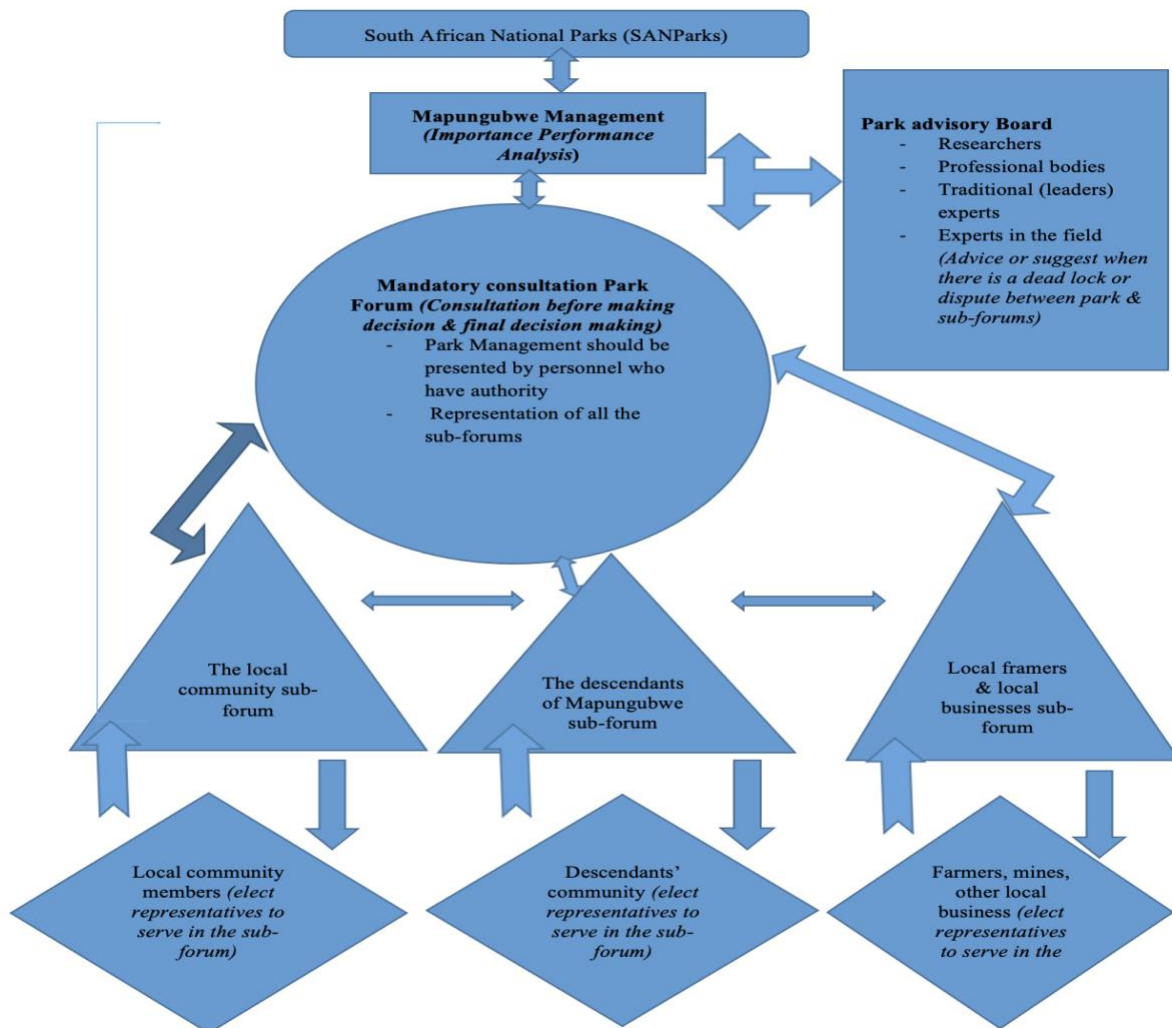 South African National Parks (SANParks)
Mapungubwe Management
(Importance Performance
Analysis)
Park advisory Board
- Researchers
- Professional bodies
- Traditional (leaders)
experts
- Experts in the field
(Advice or suggest when
there is a dead lock or
dispute between park &
sub-forums)
Mandatory consultation Park
Forum (Consultation before making
decision & final decision making)
- Park Management should be
presented by personnel who
have authority
- Representation of all the
sub-forums
The local
community sub-
forum
The descendants
of Mapungubwe
sub-forum
Local framers
& local
businesses sub-
forum
Local community
members (elect
representatives to
serve in the sub-
forum)
Descendants’
community (elect
representatives to
serve in the sub-
forum)
Farmers, mines,
other local
business (elect
representatives
to serve in the